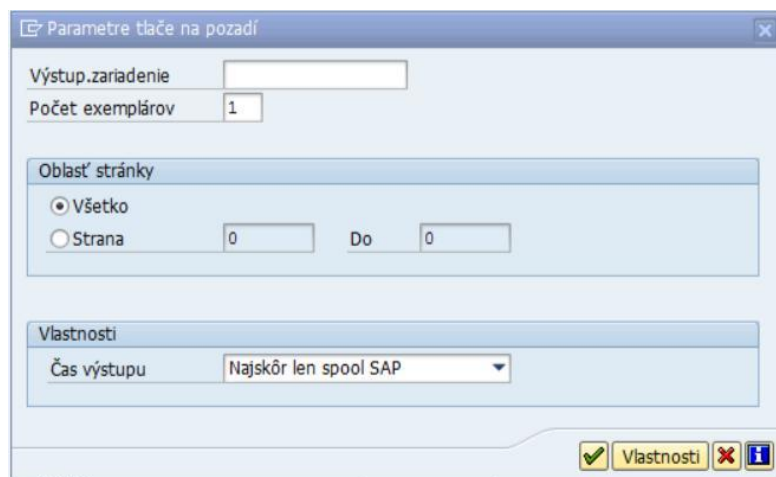 Parametre tlače na pozadí
Výstup.zariadenie
Počet exemplárov 1
Oblasť stránky
Všetko
Strana 0 Do 0
Vlastnosti
Čas výstupu Najskôr len spool SAP
Vlastnosti